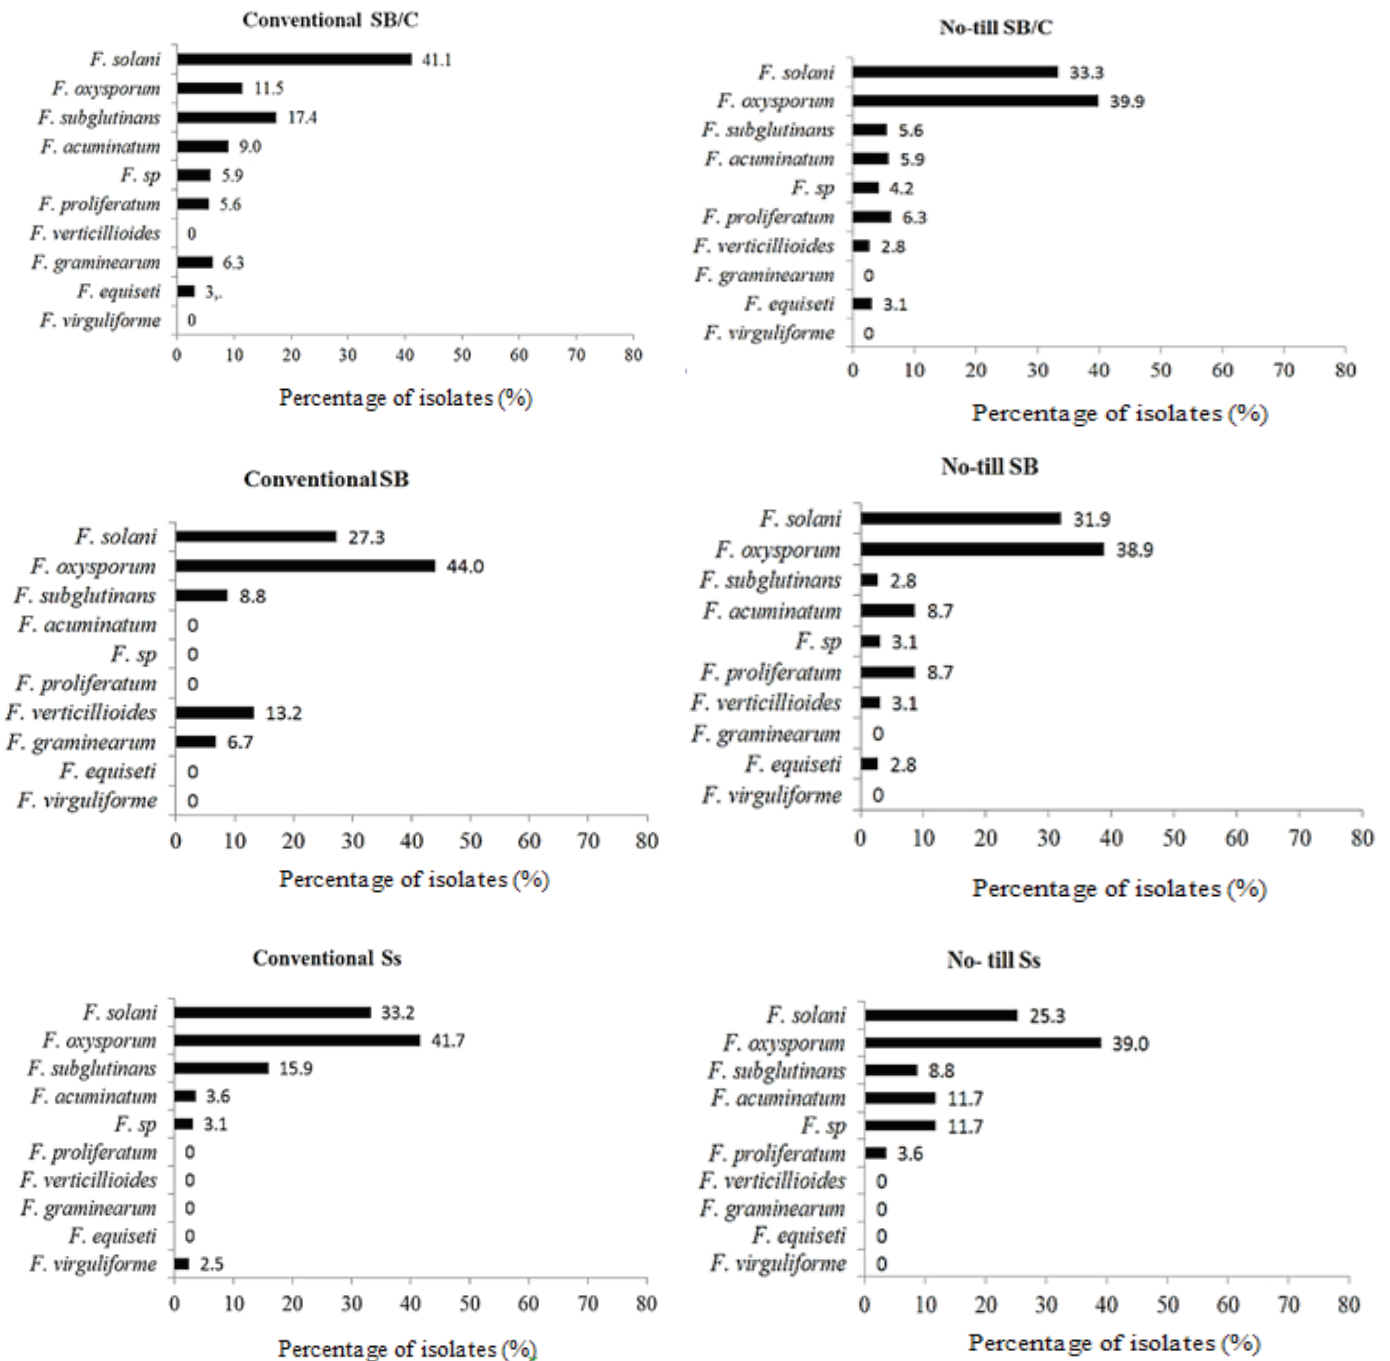 Conventional SB/C
F. solani 41.1
F. oxysporum 11.5
F. subglutinans 17.4
F. acuminatum 9.0
F. sp 5.9
F. proliferatum 5.6
F. verticillioides 0
F. graminearum 6.3
F. equiseti 3,.
F. virguliforme 0
0 10 20 30 40 50 60 70 80
Percentage of isolates (%)
No-till SB/C
F. solani 33.3
F. oxysporum 39.9
F. subglutinans 5.6
F. acuminatum 5.9
F. sp 4.2
F. proliferatum 6.3
F. verticillioides 2.8
F. graminearum 0
F. equiseti 3.1
F. virguliforme 0
0 10 20 30 40 50 60 70 80
Percentage of isolates (%)
Conventional SB
F. solani 27.3
F. oxysporum 44.0
F. subglutinans 8.8
F. acuminatum 0
F. sp 0
F. proliferatum 0
F. verticillioides 13.2
F. graminearum 6.7
F. equiseti 0
F. virguliforme 0
0 10 20 30 40 50 60 70 80
Percentage of isolates (%)
No-till SB
F. solani 31.9
F. oxysporum 38.9
F. subglutinans 2.8
F. acuminatum 8.7
F. sp 3.1
F. proliferatum 8.7
F. verticillioides 3.1
F. graminearum 0
F. equiseti 2.8
F. virguliforme 0
0 10 20 30 40 50 60 70 80
Percentage of isolates (%)
Conventional Ss
F. solani 33.2
F. oxysporum 41.7
F. subglutinans 15.9
F. acuminatum 3.6
F. sp 3.1
F. proliferatum 0
F. verticillioides 0
F. graminearum 0
F. equiseti 0
F. virguliforme 2.5
0 10 20 30 40 50 60 70 80
Percentage of isolates (%)
No- till Ss
F. solani 25.3
F. oxysporum 39.0
F. subglutinans 8.8
F. acuminatum 11.7
F. sp 11.7
F. proliferatum 3.6
F. verticillioides 0
F. graminearum 0
F. equiseti 0
F. virguliforme 0
0 10 20 30 40 50 60 70 80
Percentage of isolates (%)